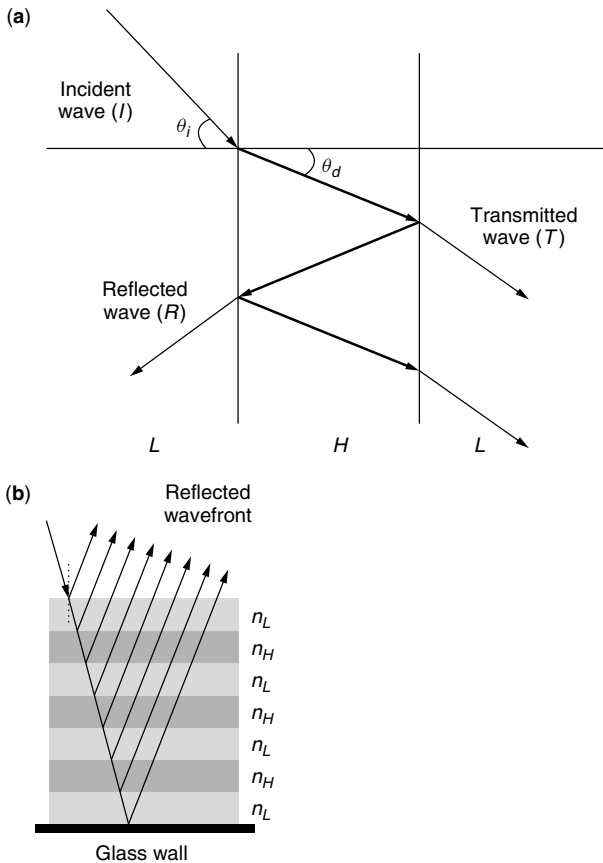 (a)
Incident
wave (I)
θi
θd
Transmitted
wave (T)
Reflected
wave (R)
L H L
(b)
Reflected
wavefront
nL
nH
nL
nH
nL
nH
nL
Glass wall